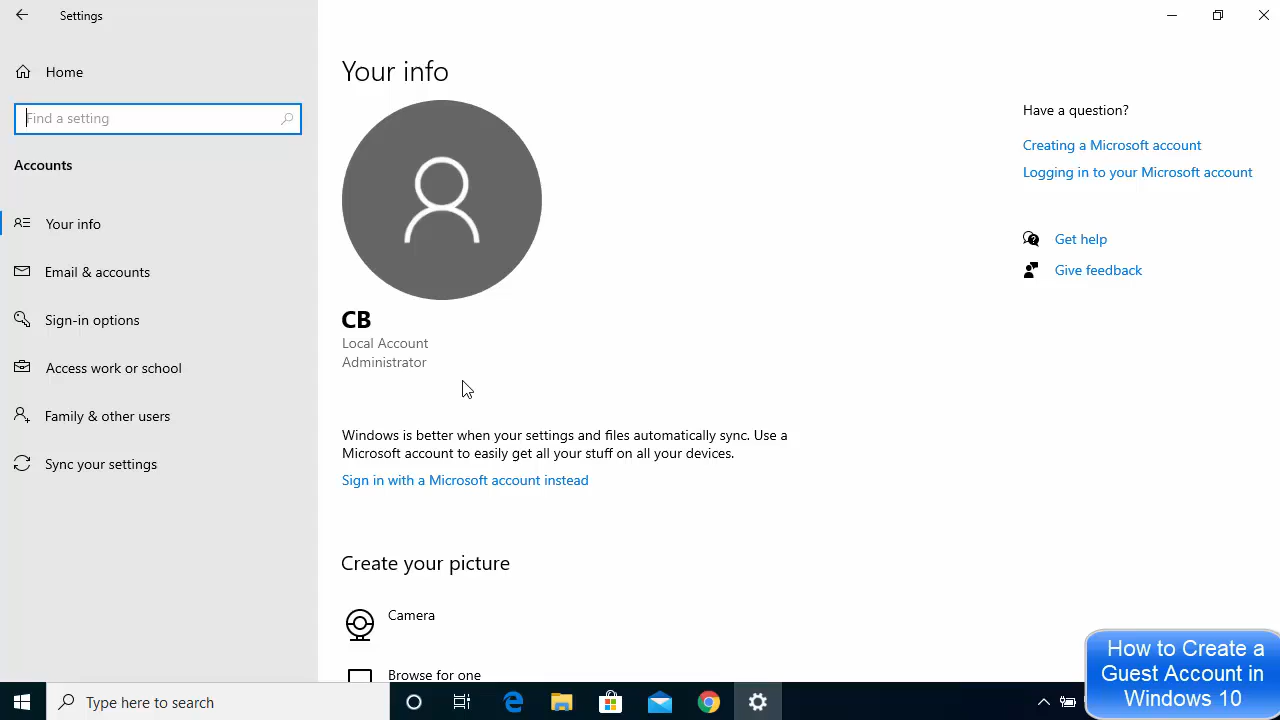 Settings
Home
Find a setting
Accounts
Your info
Email & accounts
Sign-in options
Access work or school
Family & other users
Sync your settings
Your info
CB
Local Account
Administrator
Windows is better when your settings and files automatically sync. Use a
Microsoft account to easily get all your stuff on all your devices.
Sign in with a Microsoft account instead
Create your picture
Camera
Browse for one
Have a question?
Creating a Microsoft account
Logging in to your Microsoft account
Get help
Give feedback
Type here to search
How to Create a
Guest Account in
Windows 10